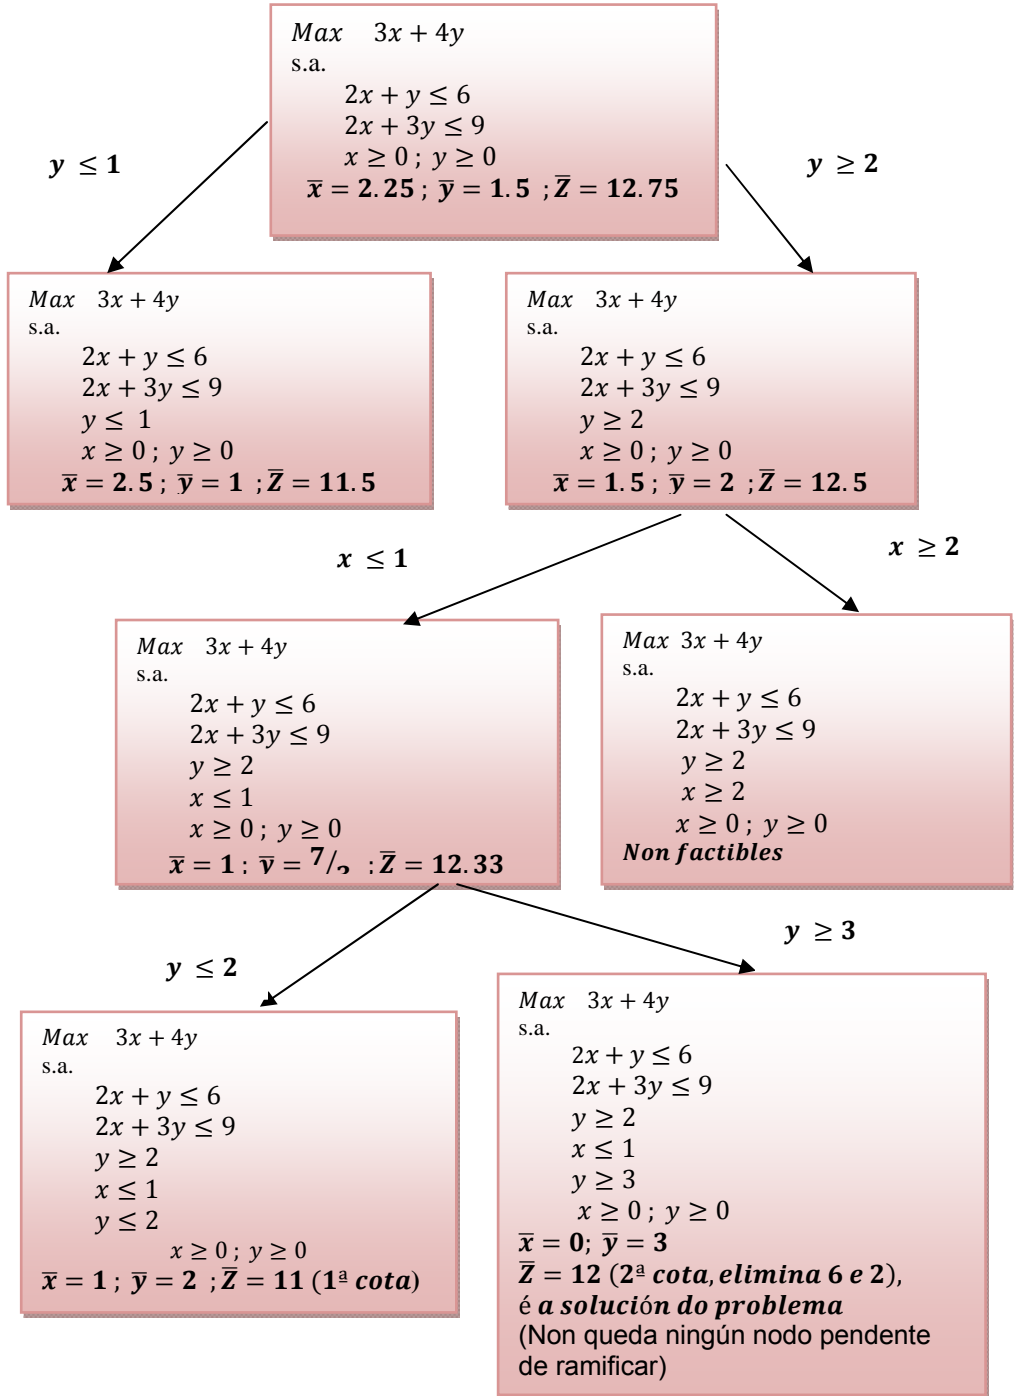 Max 3x + 4y
s.a.
2x + y ≤ 6
2x + 3y ≤ 9
x ≥ 0 ; y ≥ 0
x̅ = 2.25 ; y̅ = 1.5 ; Z̅ = 12.75
y ≤ 1
y ≥ 2
Max 3x + 4y
s.a.
2x + y ≤ 6
2x + 3y ≤ 9
y ≤ 1
x ≥ 0 ; y ≥ 0
x̅ = 2.5 ; y̅ = 1 ; Z̅ = 11.5
Max 3x + 4y
s.a.
2x + y ≤ 6
2x + 3y ≤ 9
y ≥ 2
x ≥ 0 ; y ≥ 0
x̅ = 1.5 ; y̅ = 2 ; Z̅ = 12.5
x ≤ 1
x ≥ 2
Max 3x + 4y
s.a.
2x + y ≤ 6
2x + 3y ≤ 9
y ≥ 2
x ≤ 1
x ≥ 0 ; y ≥ 0
x̅ = 1 ; y̅ = 7/3 ; Z̅ = 12.33
Max 3x + 4y
s.a.
2x + y ≤ 6
2x + 3y ≤ 9
y ≥ 2
x ≥ 2
x ≥ 0 ; y ≥ 0
Non factibles
y ≤ 2
y ≥ 3
Max 3x + 4y
s.a.
2x + y ≤ 6
2x + 3y ≤ 9
y ≥ 2
x ≤ 1
y ≤ 2
x ≥ 0 ; y ≥ 0
x̅ = 1 ; y̅ = 2 ; Z̅ = 11 (1ª cota)
Max 3x + 4y
s.a.
2x + y ≤ 6
2x + 3y ≤ 9
y ≥ 2
x ≤ 1
y ≥ 3
x ≥ 0 ; y ≥ 0
x̅ = 0; y̅ = 3
Z̅ = 12 (2ª cota, elimina 6 e 2),
é a solución do problema
(Non queda ningún nodo pendente
de ramificar)